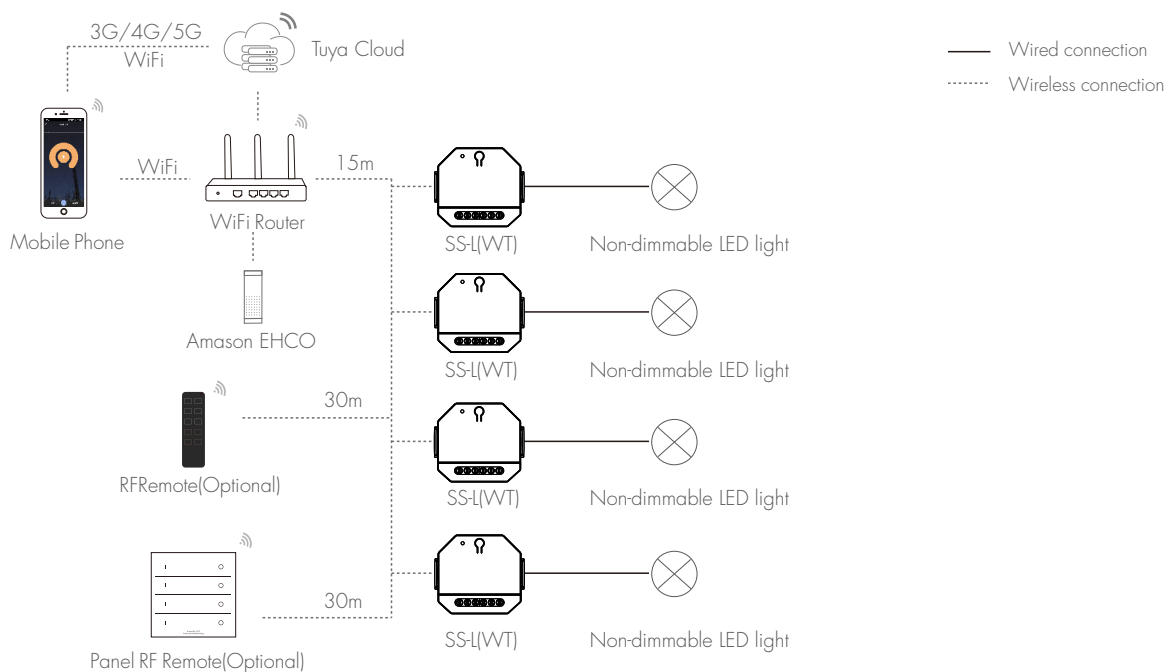 3G/4G/5G
WiFi
Tuya Cloud
Wired connection
Wireless connection
WiFi
15m
WiFi Router
Mobile Phone
SS-L(WT)
Non-dimmable LED light
Amason EHCO
SS-L(WT)
Non-dimmable LED light
30m
RFRemote(Optional)
SS-L(WT)
Non-dimmable LED light
30m
SS-L(WT)
Non-dimmable LED light
Panel RF Remote(Optional)